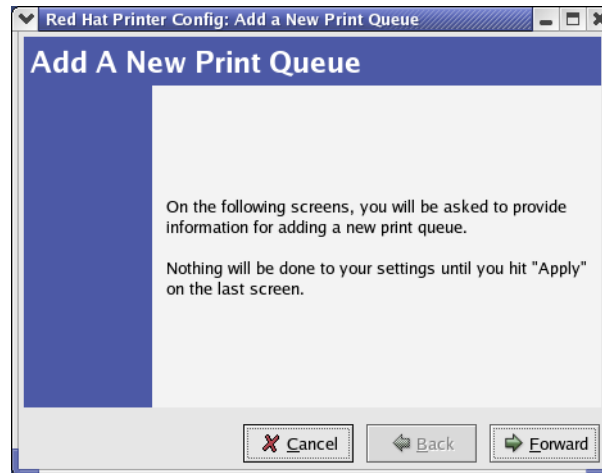 Red Hat Printer Config: Add a New Print Queue
Add A New Print Queue
On the following screens, you will be asked to provide
information for adding a new print queue.
Nothing will be done to your settings until you hit "Apply"
on the last screen.
Cancel
Back
Forward